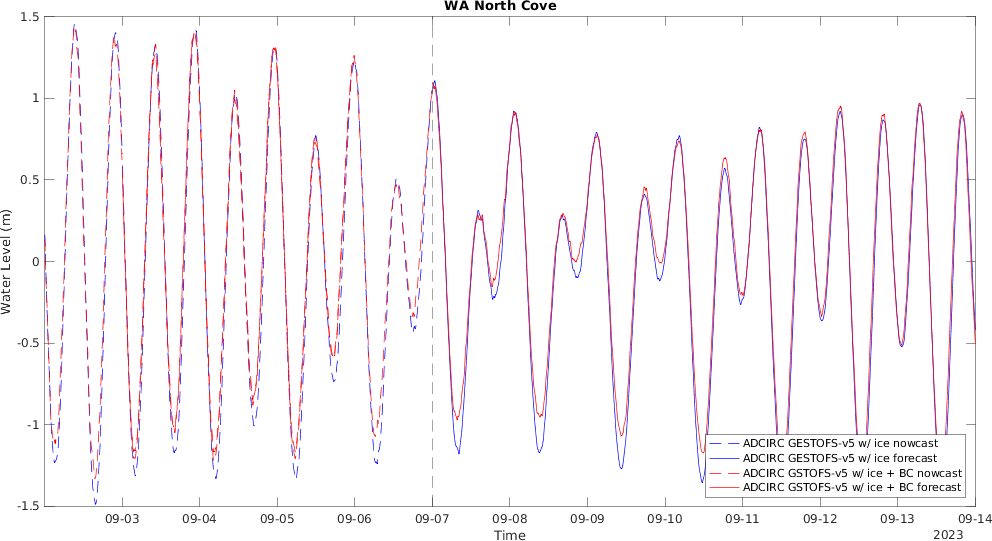 WA North Cove
1.5
1
0.5
0
-0.5
-1
-1.5
Water Level (m)
09-03 09-04 09-05 09-06 09-07 09-08 09-09 09-10 09-11 09-12 09-13 09-14
Time
2023
ADCIRC GESTOFS-v5 w/ ice nowcast
ADCIRC GESTOFS-v5 w/ ice forecast
ADCIRC GSTOFS-v5 w/ ice + BC nowcast
ADCIRC GSTOFS-v5 w/ ice + BC forecast